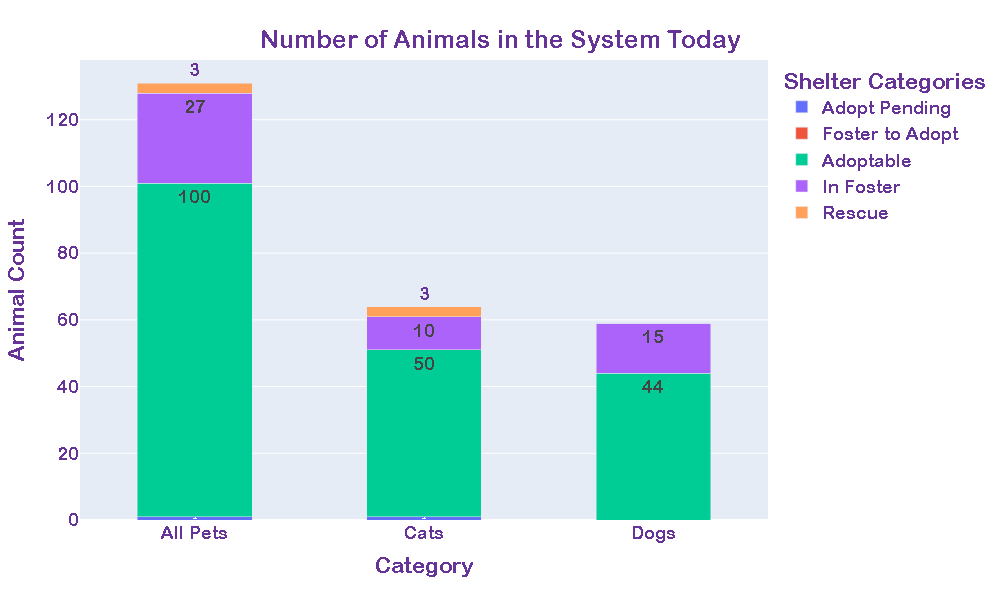 Number of Animals in the System Today
Shelter Categories
Adopt Pending
Foster to Adopt
Adoptable
In Foster
Rescue
Animal Count
120
100
80
60
40
20
0
3
27
100
3
10
50
15
44
All Pets
Cats
Dogs
Category